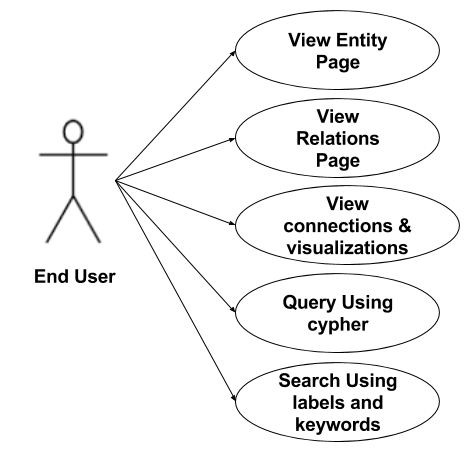 View Entity
Page
View
Relations
Page
View
connections &
visualizations
End User
Query Using
cypher
Search Using
labels and
keywords